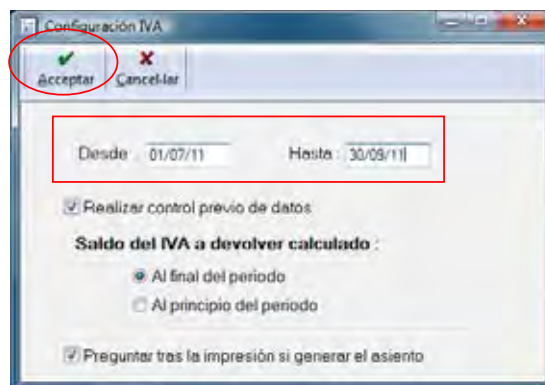 Configuración IVA
Acceptar Cancel·lar
Desde 01/07/11 Hasta : 30/09/11
Realizar control previo de datos
Saldo del IVA a devolver calculado :
Al final del periodo
Al principio del periodo
Preguntar tras la impresión si generar el asiento